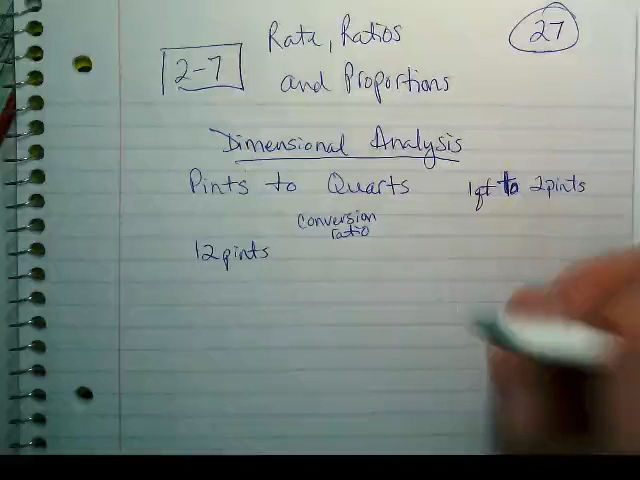 Rate, Ratios
27
2-7
and Proportions
Dimensional Analysis
Pints to Quarts
1qt to 2pints
conversion
ratio
12pints